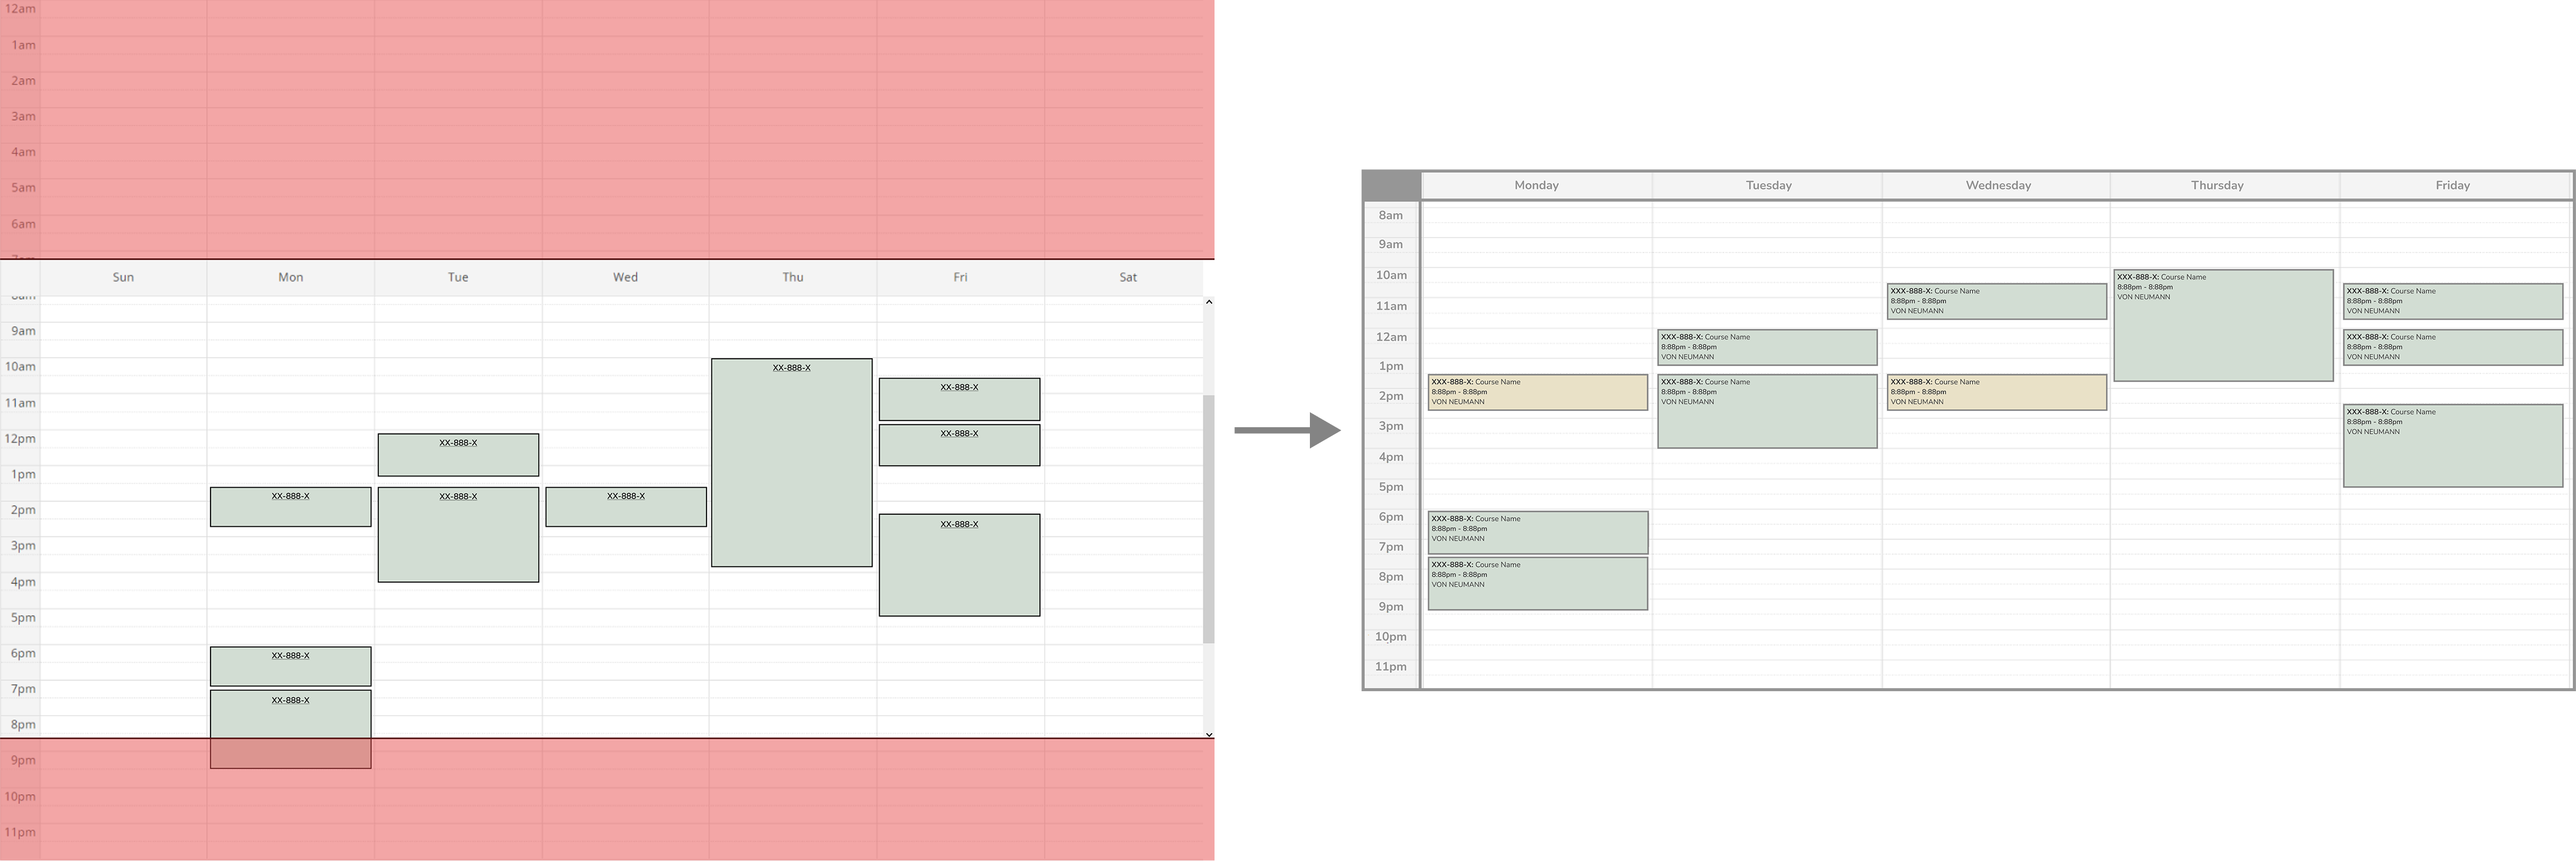 12am
1am
2am
3am
4am
5am
6am
7am
Sun Mon Tue Wed Thu Fri Sat
8am
9am
10am
11am
12pm
1pm
2pm
3pm
4pm
5pm
6pm
7pm
8pm
9pm
10pm
11pm
XX-888-X
XX-888-X
XX-888-X
XX-888-X
XX-888-X
XX-888-X
XX-888-X
XX-888-X
XX-888-X
XX-888-X
Monday Tuesday Wednesday Thursday Friday
8am
9am
10am
11am
12am
1pm
2pm
3pm
4pm
5pm
6pm
7pm
8pm
9pm
10pm
11pm
XXX-888-X: Course Name
8:88pm - 8:88pm
VON NEUMANN
XXX-888-X: Course Name
8:88pm - 8:88pm
VON NEUMANN
XXX-888-X: Course Name
8:88pm - 8:88pm
VON NEUMANN
XXX-888-X: Course Name
8:88pm - 8:88pm
VON NEUMANN
XXX-888-X: Course Name
8:88pm - 8:88pm
VON NEUMANN
XXX-888-X: Course Name
8:88pm - 8:88pm
VON NEUMANN
XXX-888-X: Course Name
8:88pm - 8:88pm
VON NEUMANN
XXX-888-X: Course Name
8:88pm - 8:88pm
VON NEUMANN
XXX-888-X: Course Name
8:88pm - 8:88pm
VON NEUMANN
XXX-888-X: Course Name
8:88pm - 8:88pm
VON NEUMANN
XXX-888-X: Course Name
8:88pm - 8:88pm
VON NEUMANN